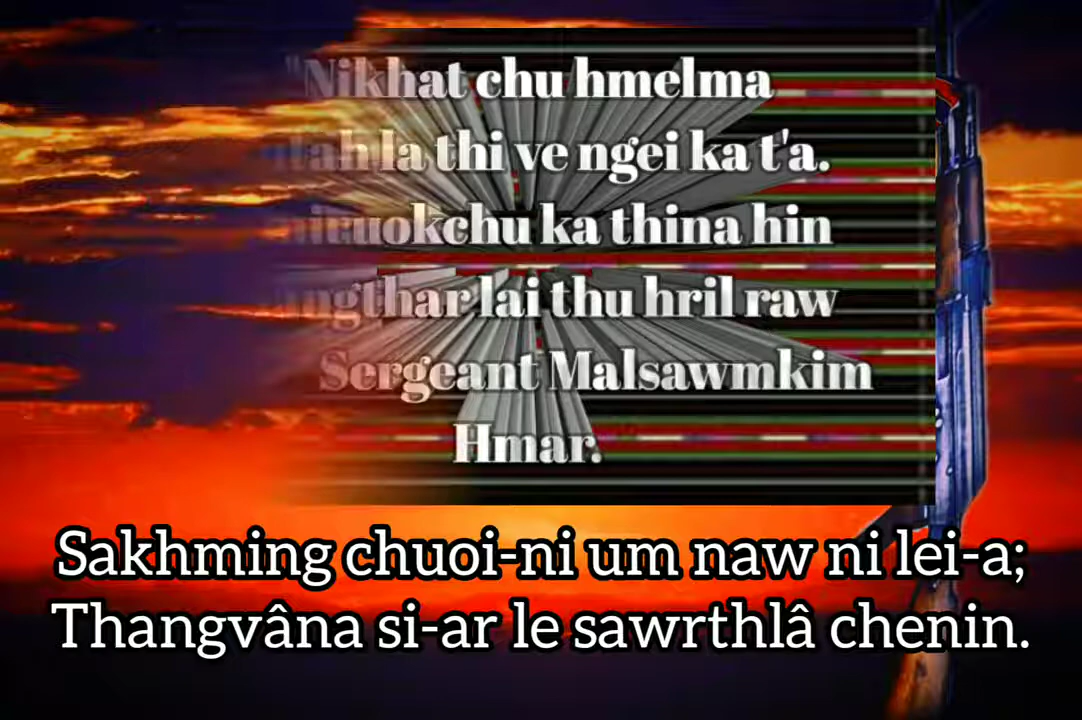 "Nikhat chu hmelma
la thi ve ngei ka t'a.
chu ka thina hin
lai thu hril raw
Sergeant Malsawmkim
Hmar."
Sakhming chuoi-ni um naw ni lei-a;
Thangvâna si-ar le sawrthlâ chenin.